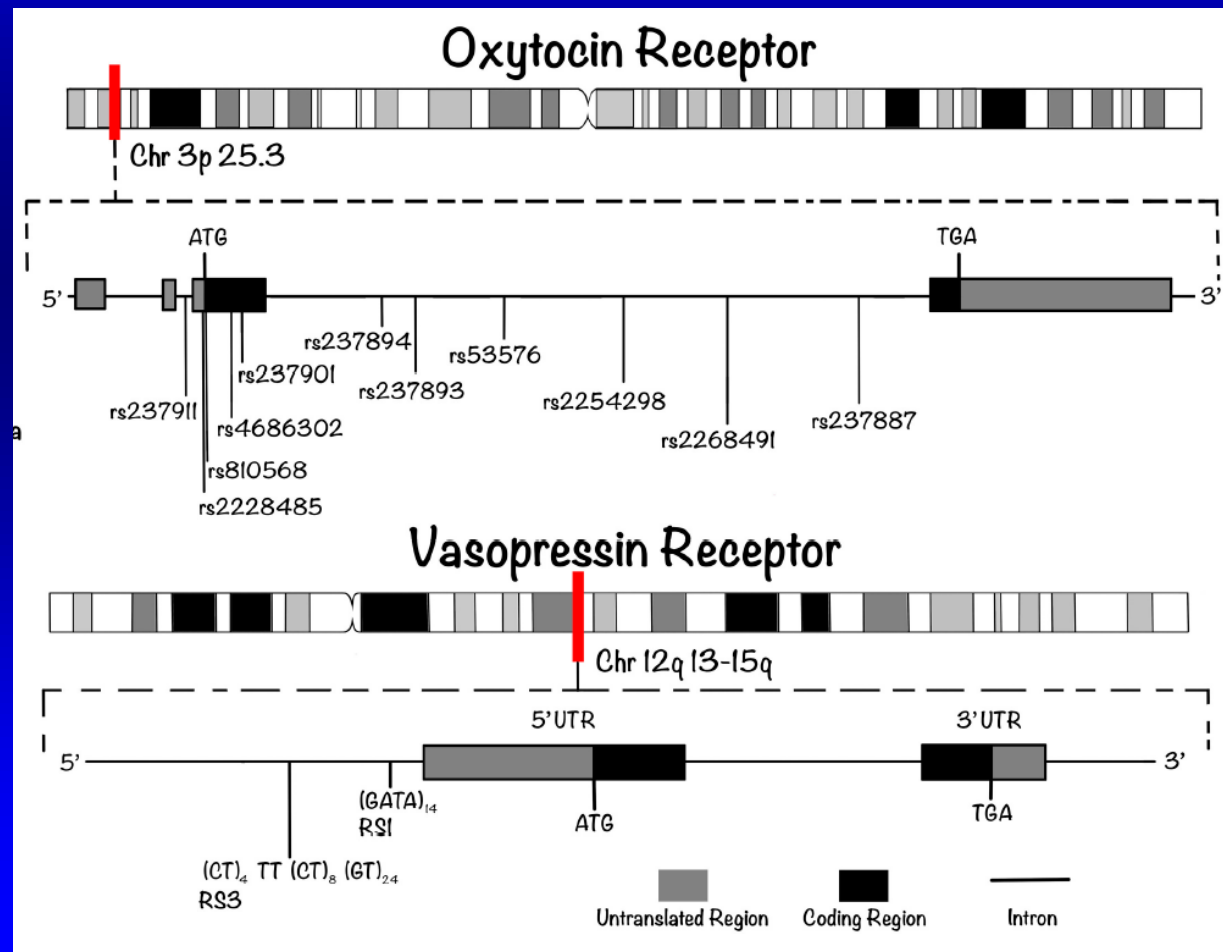 Oxytocin Receptor
Chr 3p 25.3
ATG
TGA
5'
3'
rs237894
rs53576
rs237901
rs237893
rs2254298
rs237911
rs237887
rs4686302
rs2268491
a
rs810568
rs2228485
Vasopressin Receptor
Chr 12q 13-15q
5'UTR
3'UTR
5'
3'
(GATA)₁₄
RS1
ATG
TGA
(CT)₄ TT (CT)₈ (GT)₂₄
RS3
Untranslated Region
Coding Region
Intron